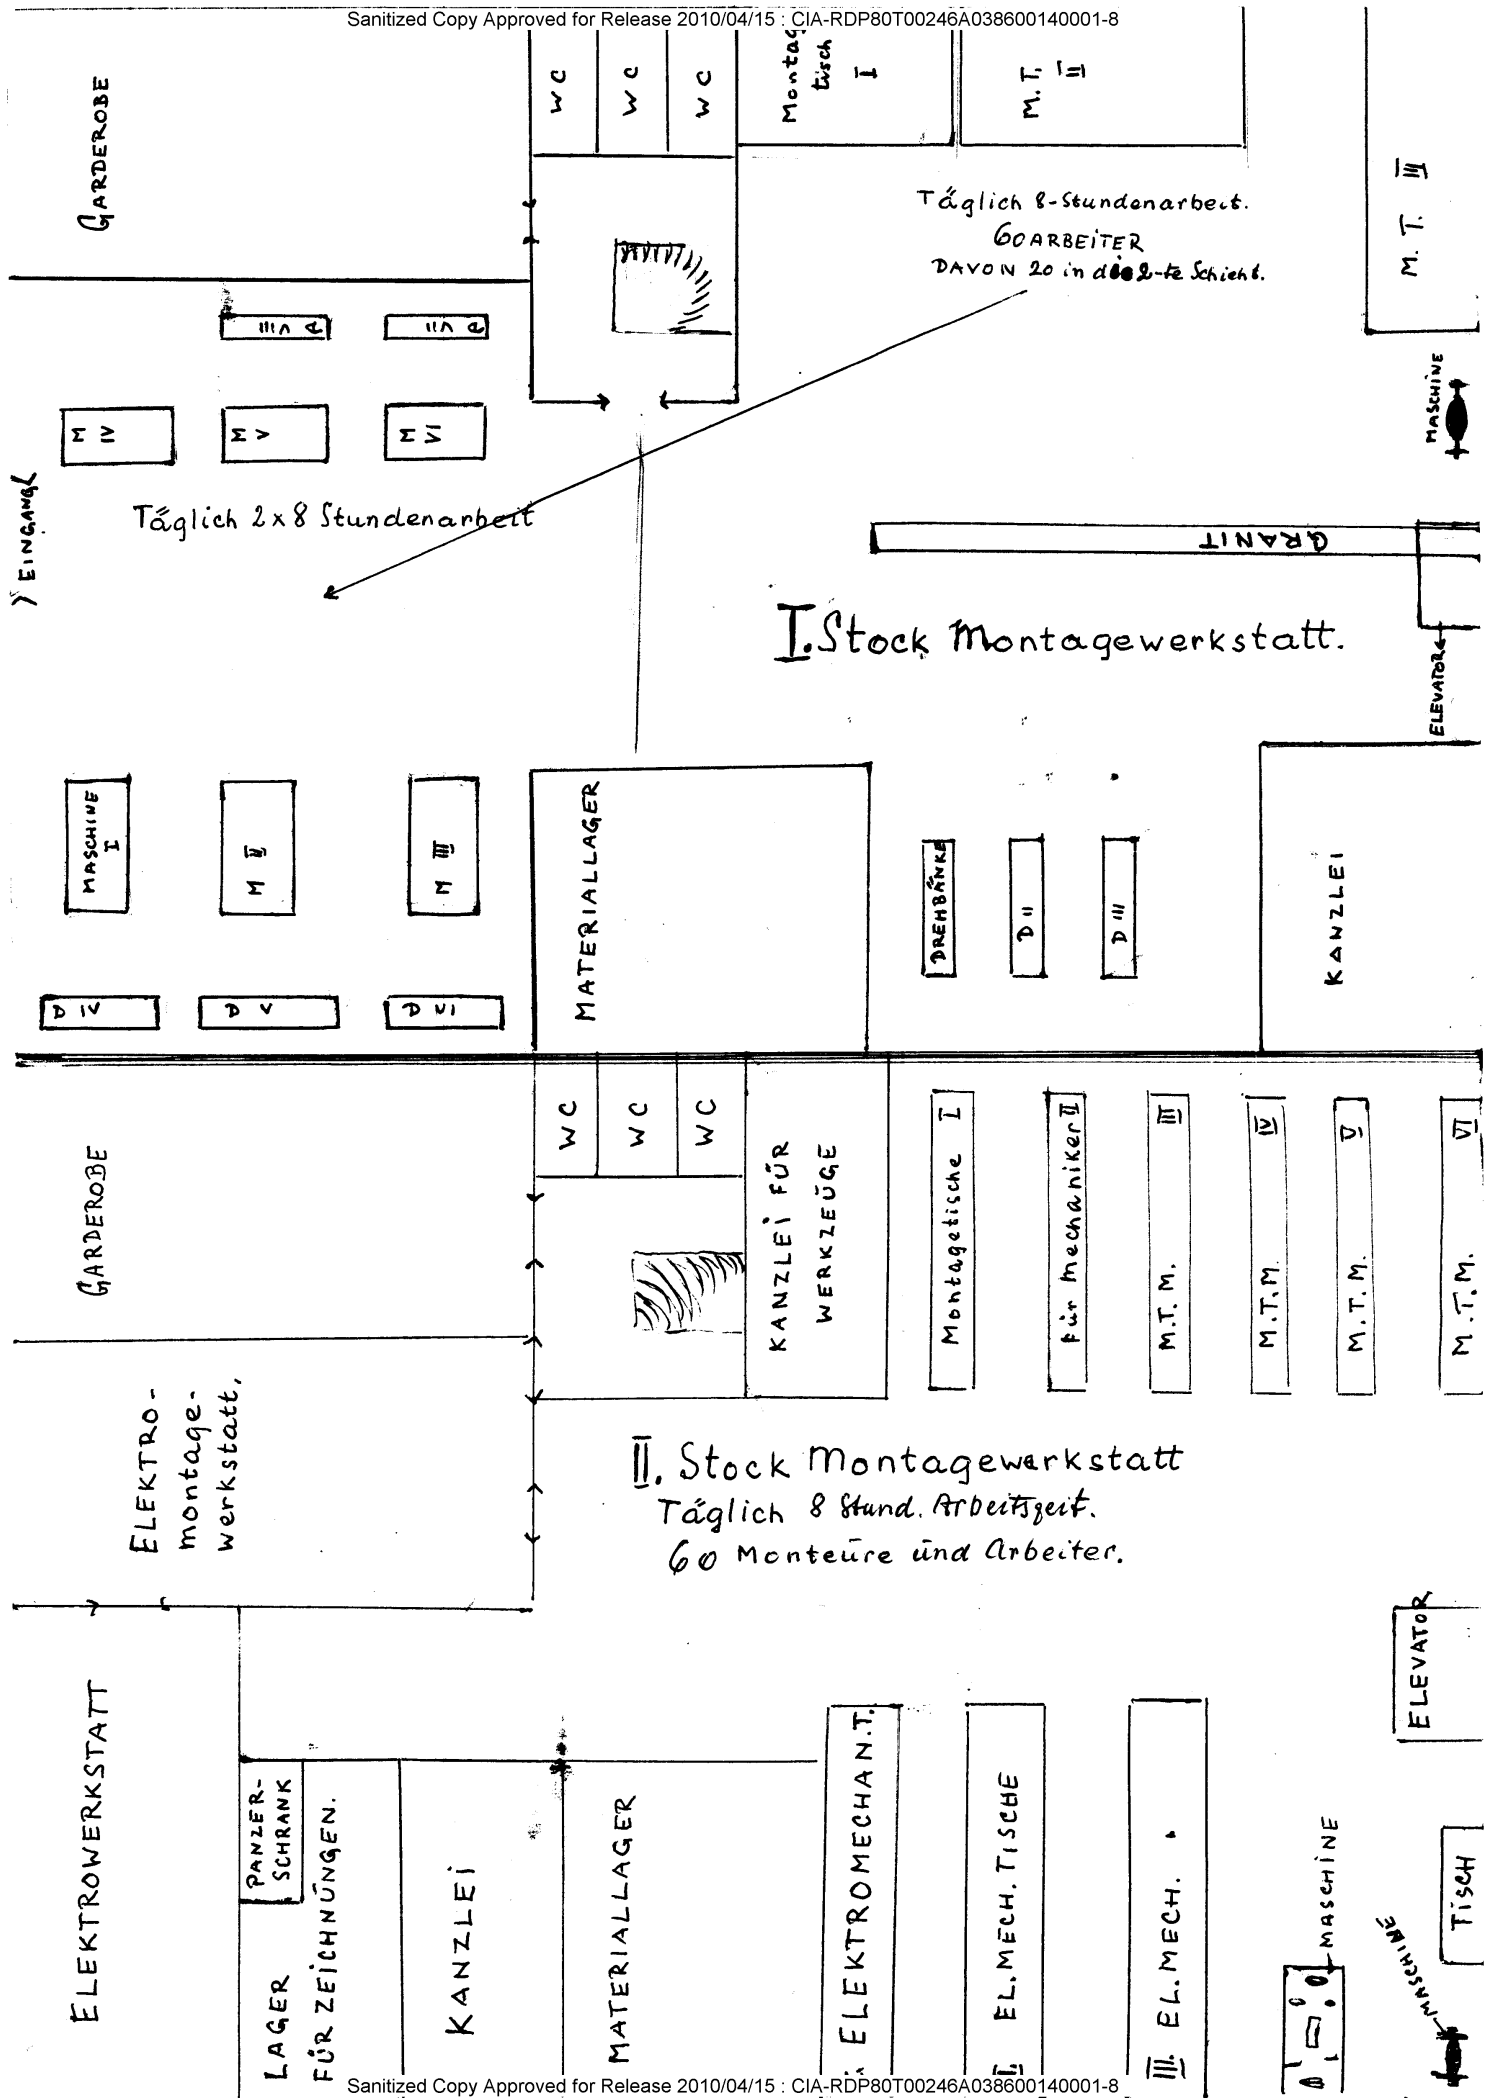 Sanitized Copy Approved for Release 2010/04/15 : CIA-RDP80T00246A038600140001-8
GARDEROBE
WC
WC
WC
Montag
tisch
I
M. T. II
M. T. III
Täglich 8-Stundenarbeit.
60 ARBEITER
DAVON 20 in die 2-te Schicht.
D VIII
D VII
M IV
M V
M VI
MASCHINE
EINGANG
Täglich 2x8 Stundenarbeit
GRANIT
I. Stock Montagewerkstatt.
ELEVATOR
MASCHINE
I
M II
M III
MATERIALLAGER
DREHBÄNKE
D II
D III
KANZLEI
D IV
D V
D VI
GARDEROBE
WC
WC
WC
KANZLEI FÜR
WERKZEUGE
Montagetische I
für Mechaniker II
M.T.M. III
M.T.M. IV
M.T.M. V
M.T.M. VI
ELEKTRO-
montage-
werkstatt,
II. Stock Montagewerkstatt
Täglich 8 Stund. Arbeitszeit.
60 Monteure und Arbeiter.
ELEKTROWERKSTATT
PANZER-
SCHRANK
LAGER
FÜR ZEICHNUNGEN.
KANZLEI
MATERIALLAGER
ELEKTROMECHAN.T.
I. EL.MECH. TISCHE
III. EL.MECH.
ELEVATOR
MASCHINE
TISCH
MASCHINE
Sanitized Copy Approved for Release 2010/04/15 : CIA-RDP80T00246A038600140001-8